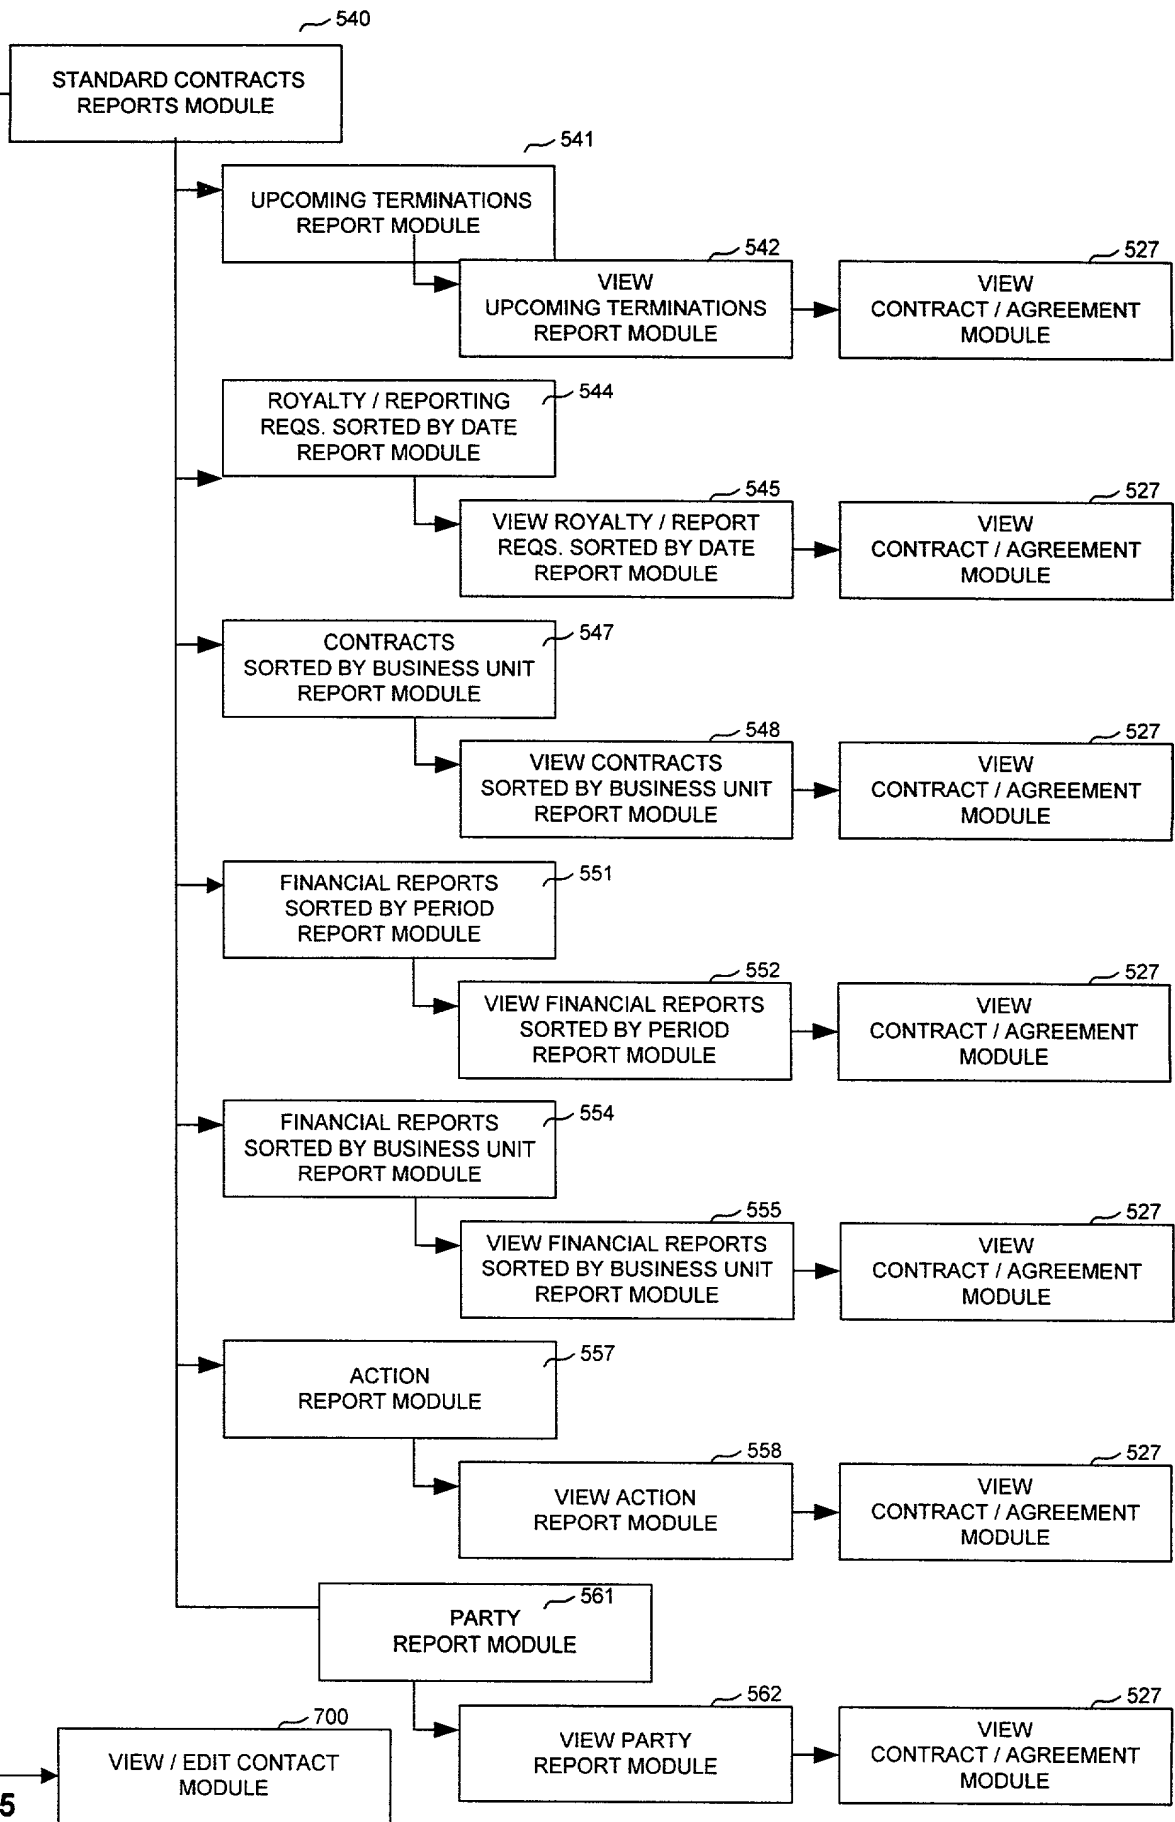 540
STANDARD CONTRACTS
REPORTS MODULE
541
UPCOMING TERMINATIONS
REPORT MODULE
542
VIEW
UPCOMING TERMINATIONS
REPORT MODULE
527
VIEW
CONTRACT / AGREEMENT
MODULE
544
ROYALTY / REPORTING
REQS. SORTED BY DATE
REPORT MODULE
545
VIEW ROYALTY / REPORT
REQS. SORTED BY DATE
REPORT MODULE
527
VIEW
CONTRACT / AGREEMENT
MODULE
547
CONTRACTS
SORTED BY BUSINESS UNIT
REPORT MODULE
548
VIEW CONTRACTS
SORTED BY BUSINESS UNIT
REPORT MODULE
527
VIEW
CONTRACT / AGREEMENT
MODULE
551
FINANCIAL REPORTS
SORTED BY PERIOD
REPORT MODULE
552
VIEW FINANCIAL REPORTS
SORTED BY PERIOD
REPORT MODULE
527
VIEW
CONTRACT / AGREEMENT
MODULE
554
FINANCIAL REPORTS
SORTED BY BUSINESS UNIT
REPORT MODULE
555
VIEW FINANCIAL REPORTS
SORTED BY BUSINESS UNIT
REPORT MODULE
527
VIEW
CONTRACT / AGREEMENT
MODULE
557
ACTION
REPORT MODULE
558
VIEW ACTION
REPORT MODULE
527
VIEW
CONTRACT / AGREEMENT
MODULE
561
PARTY
REPORT MODULE
562
VIEW PARTY
REPORT MODULE
527
VIEW
CONTRACT / AGREEMENT
MODULE
700
VIEW / EDIT CONTACT
MODULE
5